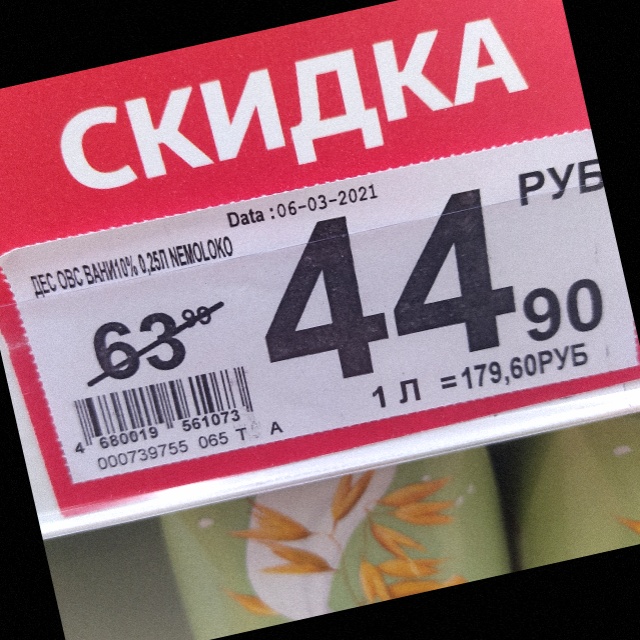 СКИДКА
Data : 06-03-2021
ДЕС ОВС ВАНИ10% 0,25Л NEMOLOKO
63 99
44 90 РУБ
1 Л =179,60РУБ
4 680019 561073
000739755 065 Т А